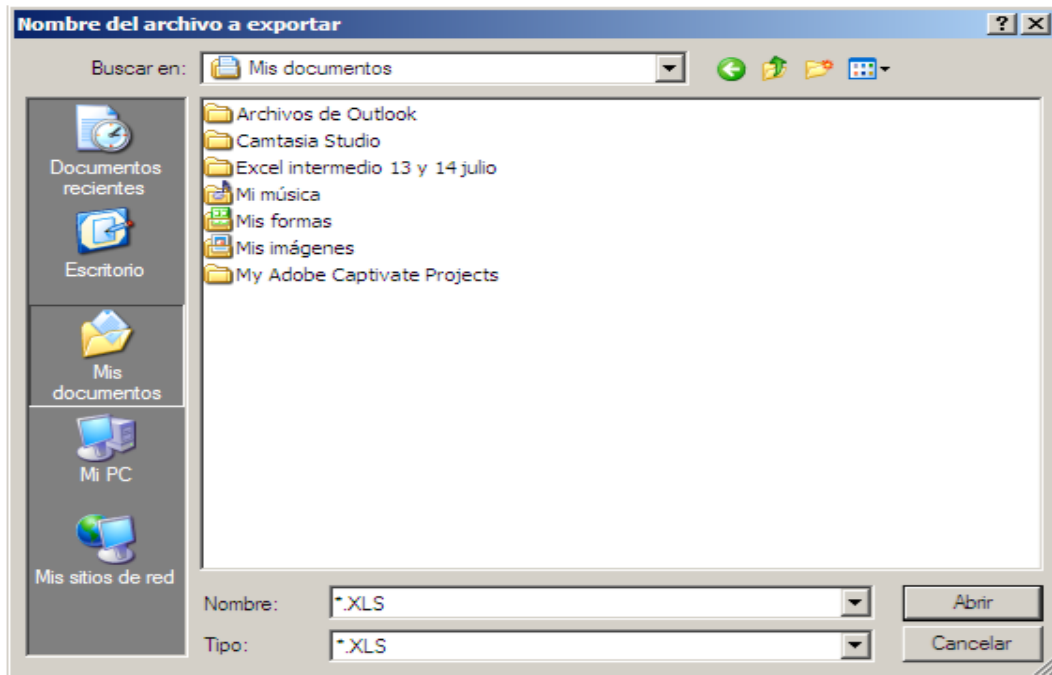 Nombre del archivo a exportar
Buscar en:
Mis documentos
Documentos
recientes
Escritorio
Mis
documentos
Mi PC
Mis sitios de red
Archivos de Outlook
Camtasia Studio
Excel intermedio 13 y 14 julio
Mi música
Mis formas
Mis imágenes
My Adobe Captivate Projects
Nombre:
*.XLS
Abrir
Tipo:
*.XLS
Cancelar